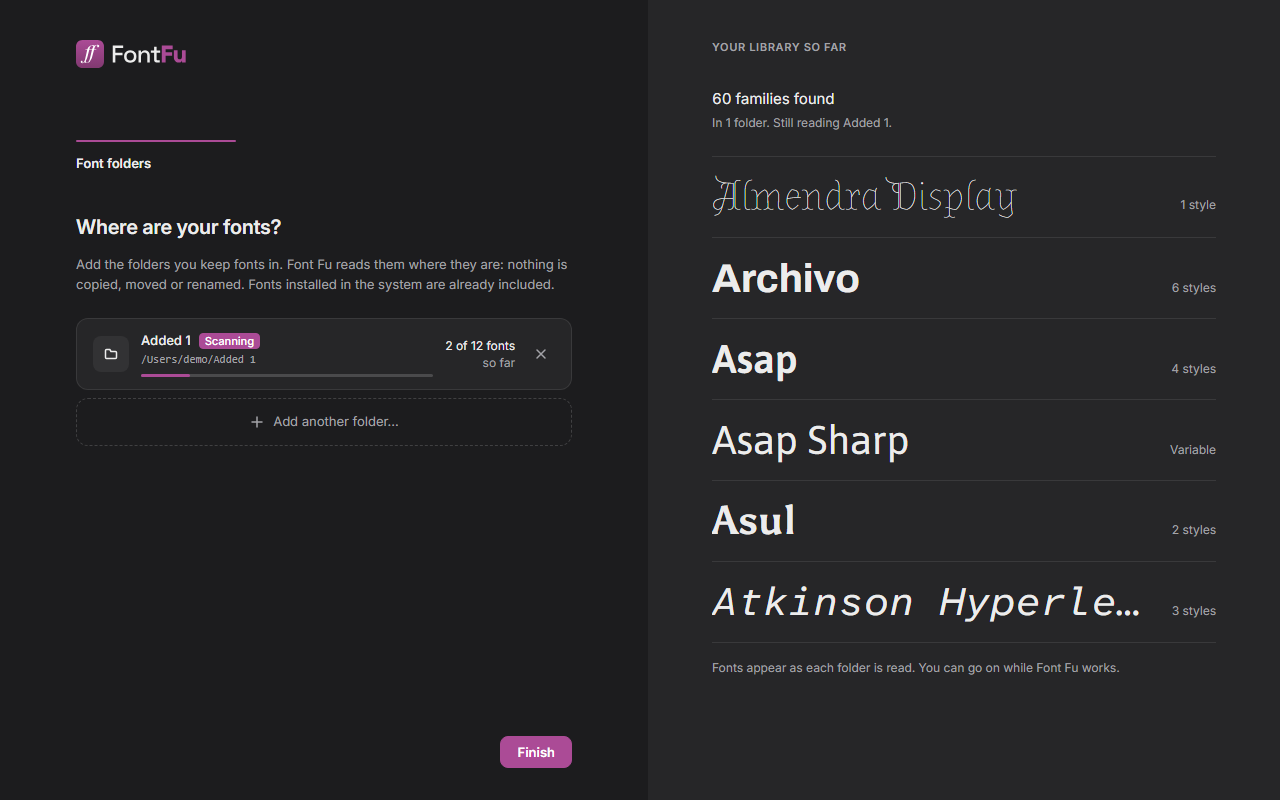 ff FontFu
Font folders
Where are your fonts?
Add the folders you keep fonts in. Font Fu reads them where they are: nothing is
copied, moved or renamed. Fonts installed in the system are already included.
Added 1 Scanning
/Users/demo/Added 1
2 of 12 fonts
so far
Add another folder...
Finish
YOUR LIBRARY SO FAR
60 families found
In 1 folder. Still reading Added 1.
Almendra Display 1 style
Archivo 6 styles
Asap 4 styles
Asap Sharp Variable
Asul 2 styles
Atkinson Hyperle… 3 styles
Fonts appear as each folder is read. You can go on while Font Fu works.